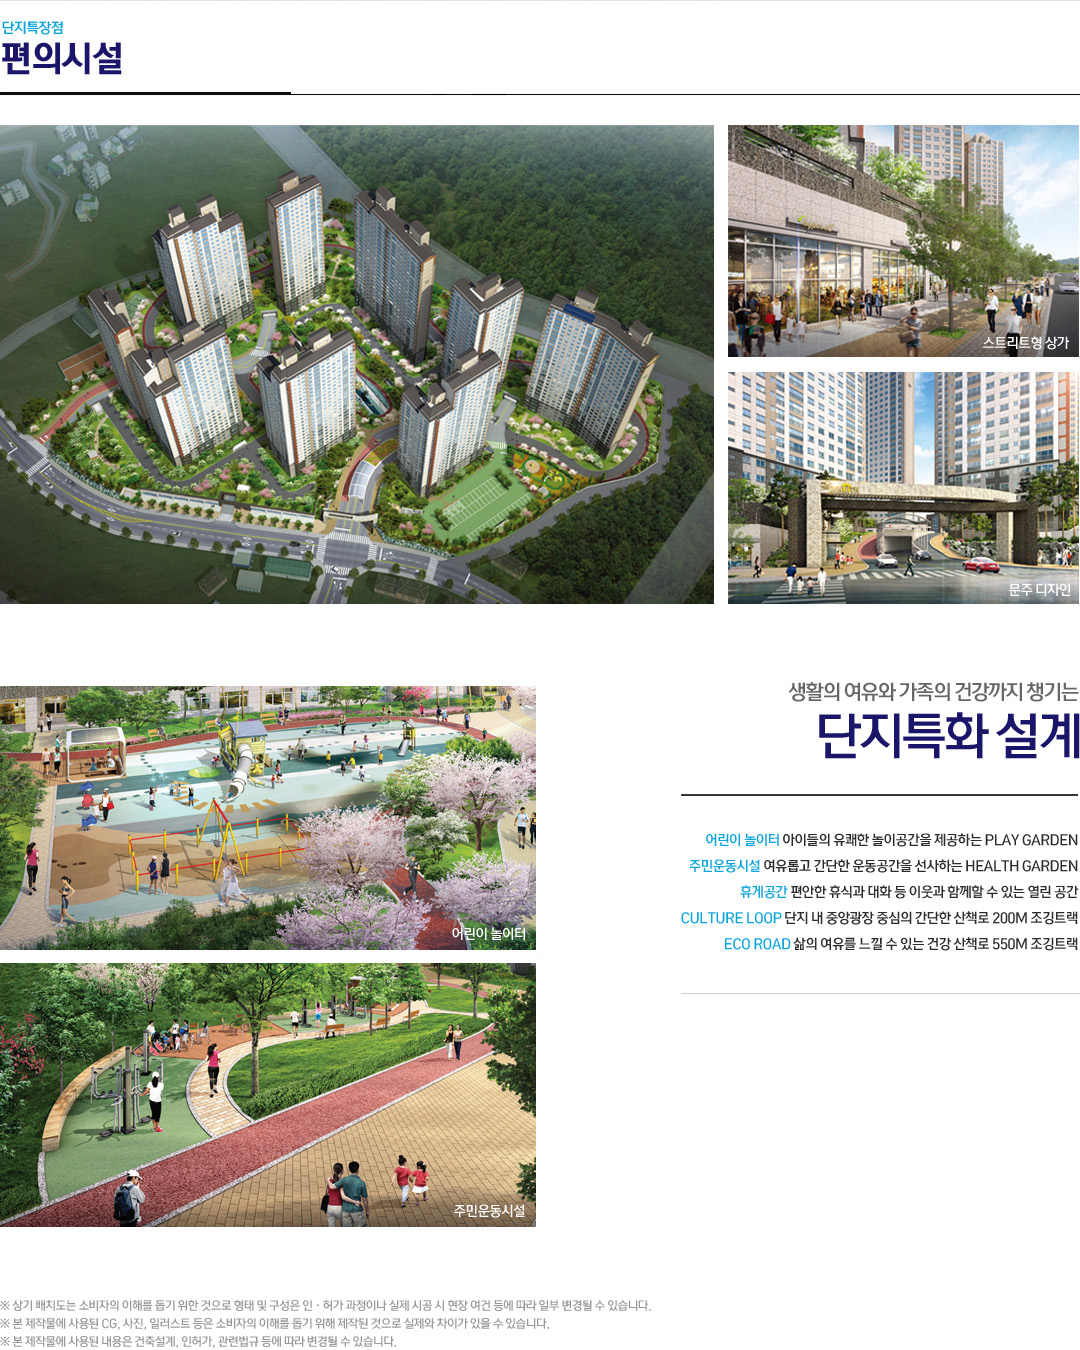 단지특장점
편의시설
스트리트형 상가
문주 디자인
생활의 여유와 가족의 건강까지 챙기는
단지특화 설계
어린이 놀이터 아이들의 유쾌한 놀이공간을 제공하는 PLAY GARDEN
주민운동시설 여유롭고 간단한 운동공간을 선사하는 HEALTH GARDEN
휴게공간 편안한 휴식과 대화 등 이웃과 함께할 수 있는 열린 공간
CULTURE LOOP 단지 내 중앙광장 중심의 간단한 산책로 200M 조깅트랙
ECO ROAD 삶의 여유를 느낄 수 있는 건강 산책로 550M 조깅트랙
어린이 놀이터
주민운동시설
※ 상기 배치도는 소비자의 이해를 돕기 위한 것으로 형태 및 구성은 인 · 허가 과정이나 실제 시공 시 현장 여건 등에 따라 일부 변경될 수 있습니다.
※ 본 제작물에 사용된 CG, 사진, 일러스트 등은 소비자의 이해를 돕기 위해 제작된 것으로 실제와 차이가 있을 수 있습니다.
※ 본 제작물에 사용된 내용은 건축설계, 인허가, 관련법규 등에 따라 변경될 수 있습니다.